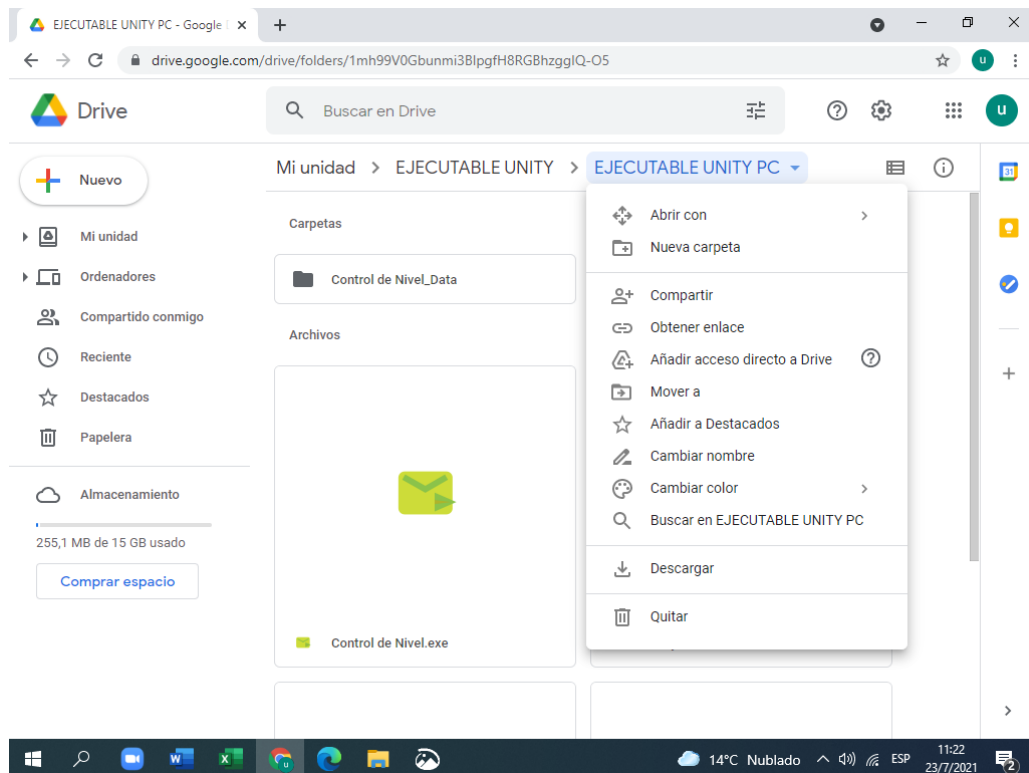 EJECUTABLE UNITY PC - Google
drive.google.com/drive/folders/1mh99V0Gbunmi3BlpgfH8RGBhzgglQ-O5
u
Drive
Buscar en Drive
u
Nuevo
Mi unidad > EJECUTABLE UNITY > EJECUTABLE UNITY PC
31
Mi unidad
Ordenadores
Compartido conmigo
Reciente
Destacados
Papelera
Almacenamiento
255,1 MB de 15 GB usado
Comprar espacio
Carpetas
Control de Nivel_Data
Archivos
Control de Nivel.exe
Abrir con
Nueva carpeta
Compartir
Obtener enlace
Añadir acceso directo a Drive
Mover a
Añadir a Destacados
Cambiar nombre
Cambiar color
Buscar en EJECUTABLE UNITY PC
Descargar
Quitar
14°C Nublado
ESP
11:22
23/7/2021
2